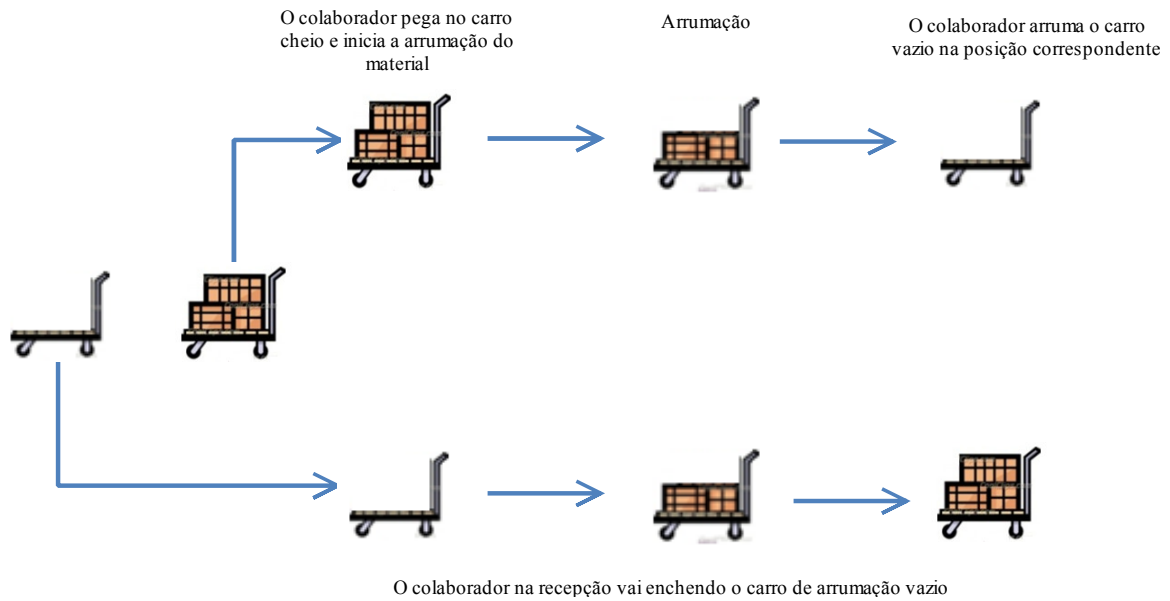 O colaborador pega no carro
cheio e inicia a arrumação do
material
Arrumação
O colaborador arruma o carro
vazio na posição correspondente
O colaborador na recepção vai enchendo o carro de arrumação vazio